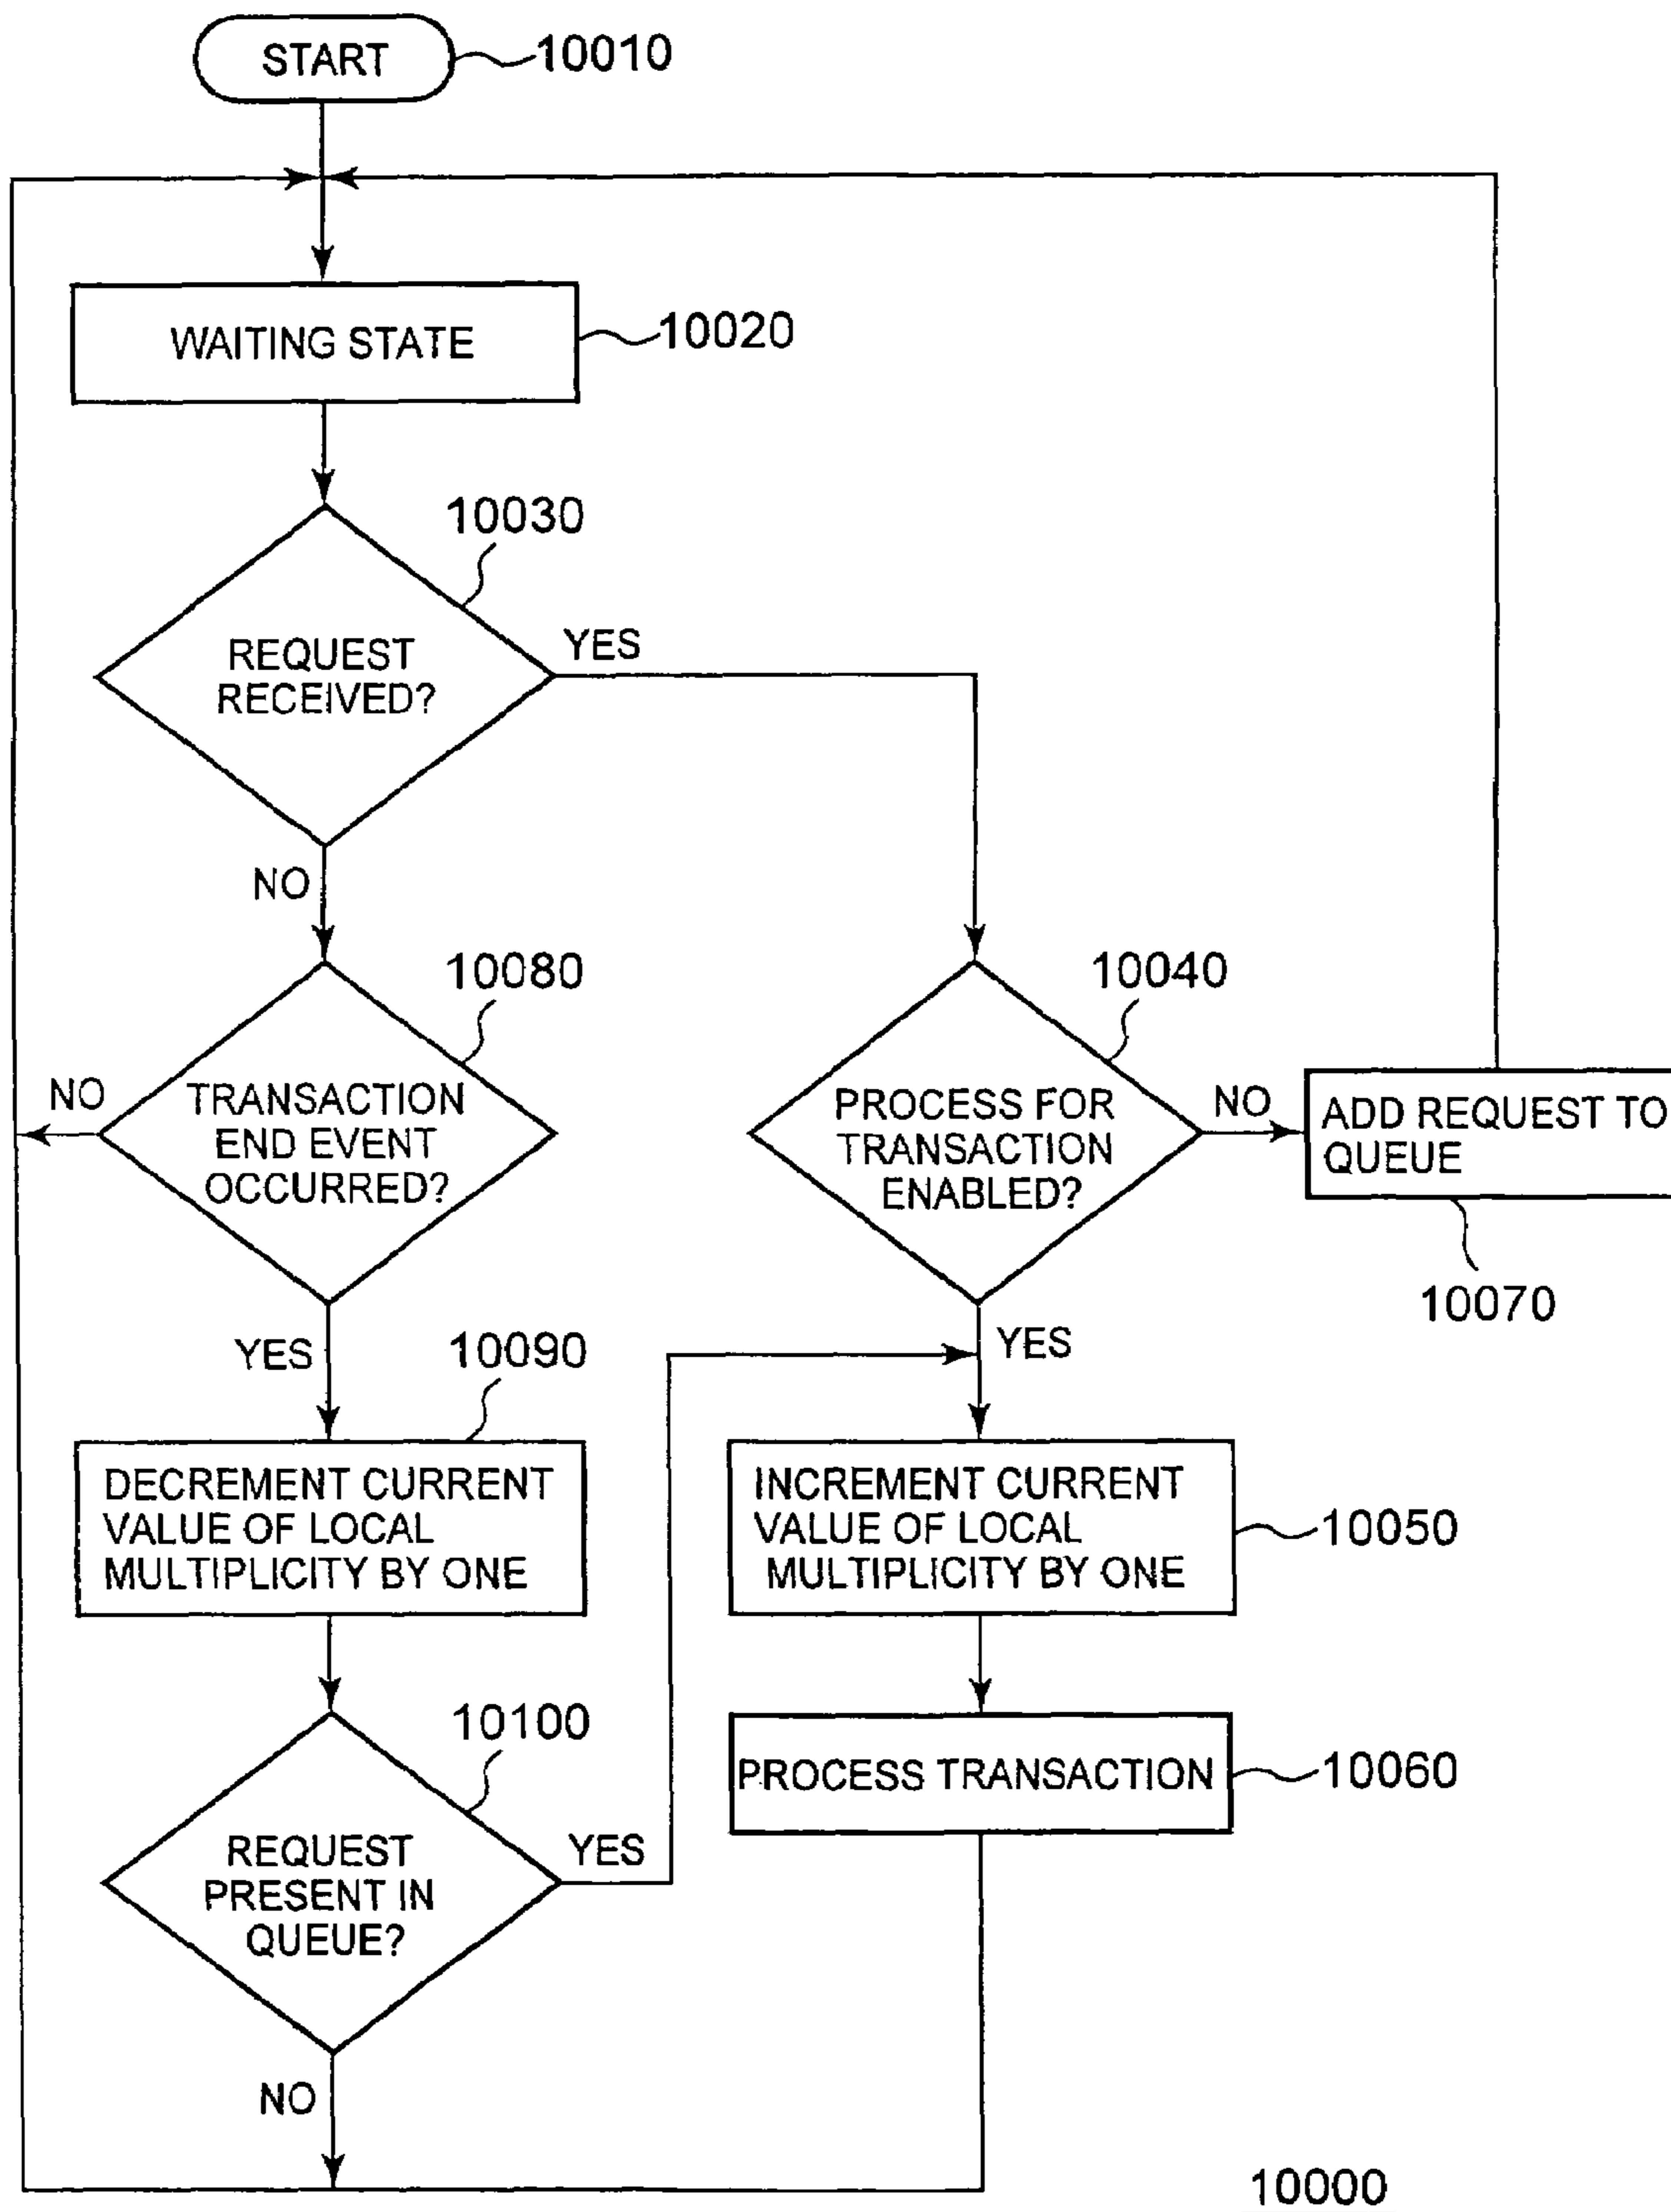 START
10010
WAITING STATE
10020
10030
REQUEST
RECEIVED?
YES
NO
10080
TRANSACTION
END EVENT
OCCURRED?
NO
10040
PROCESS FOR
TRANSACTION
ENABLED?
NO
ADD REQUEST TO
QUEUE
10070
YES
YES
10090
DECREMENT CURRENT
VALUE OF LOCAL
MULTIPLICITY BY ONE
INCREMENT CURRENT
VALUE OF LOCAL
MULTIPLICITY BY ONE
10050
10100
REQUEST
PRESENT IN
QUEUE?
YES
PROCESS TRANSACTION
10060
NO
10000